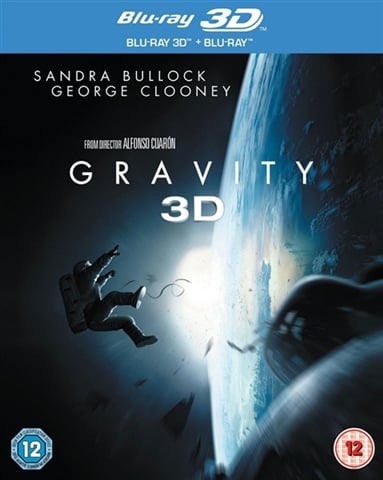 Blu-ray 3D™
BLU-RAY 3D™ + BLU-RAY™
SANDRA BULLOCK
GEORGE CLOONEY
FROM DIRECTOR ALFONSO CUARÓN
GRAVITY
3D
12
12